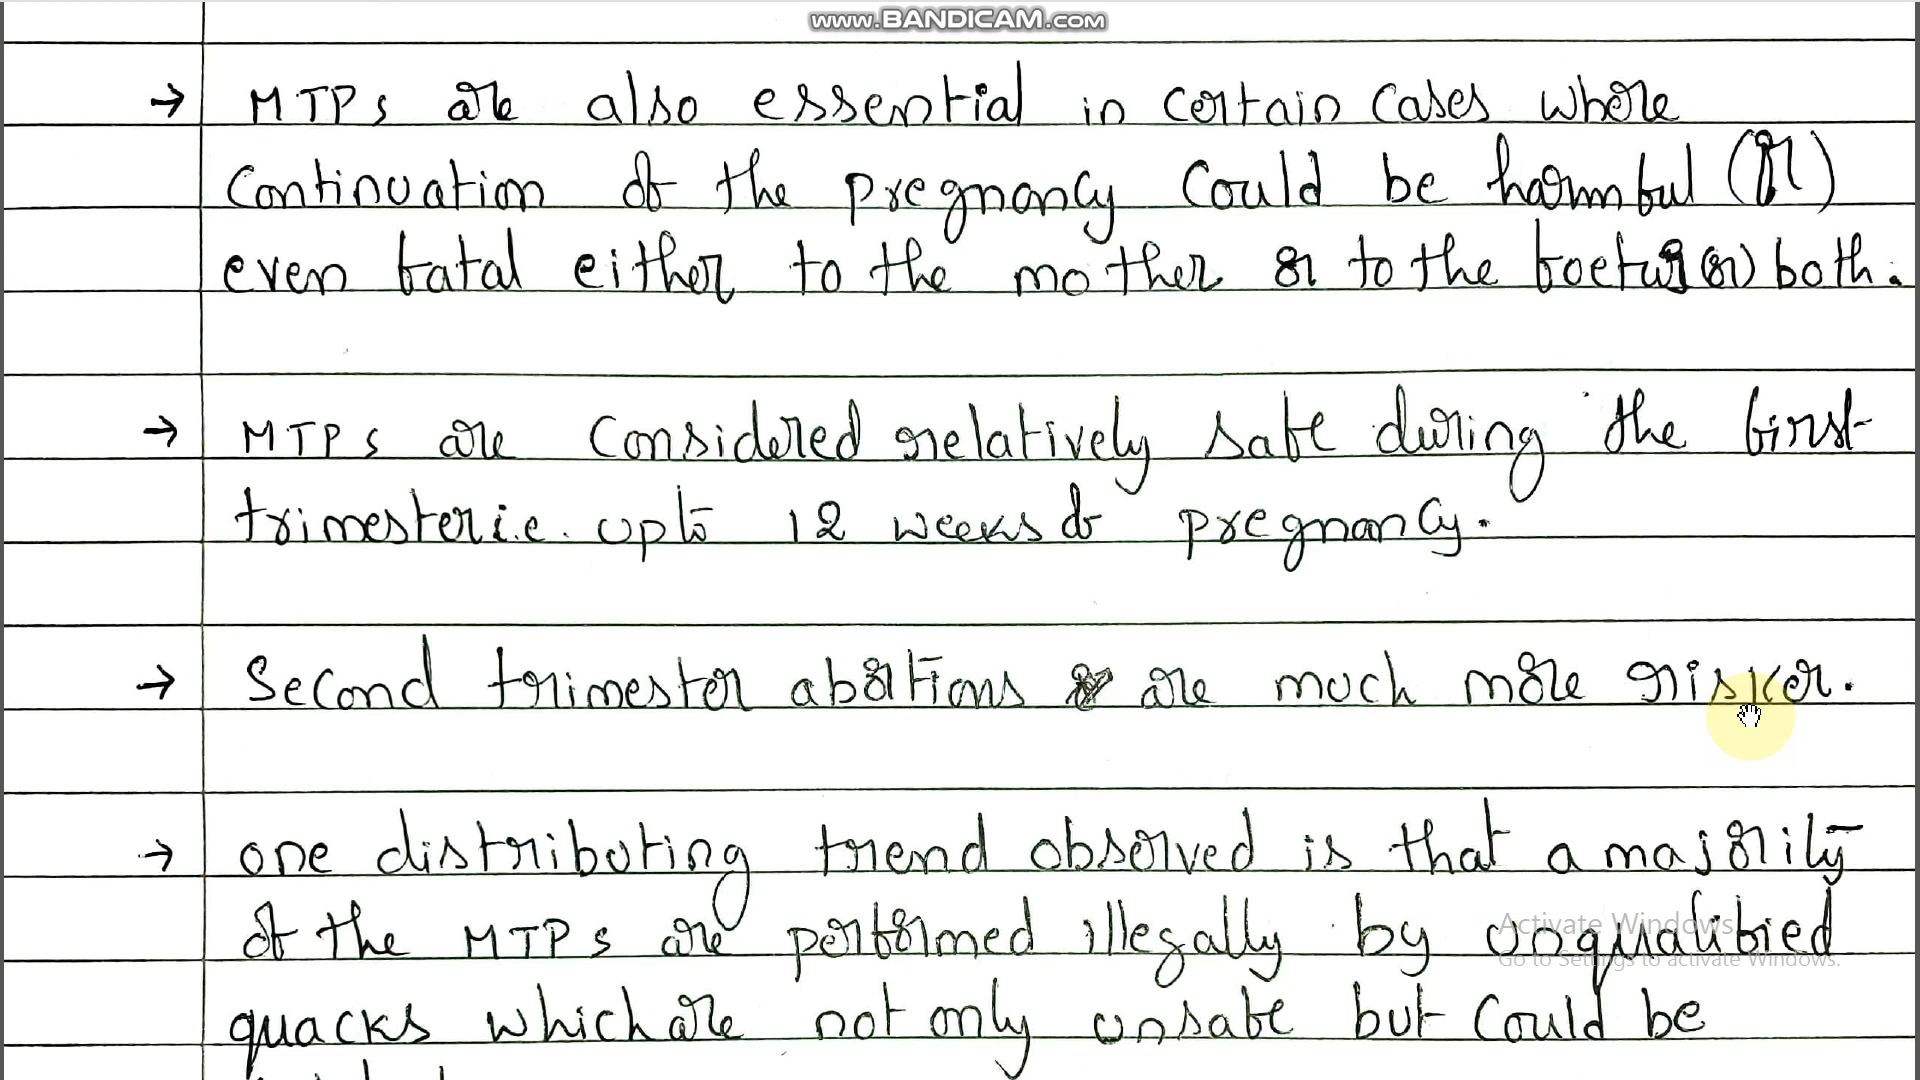 www.BANDICAM.com
→ MTPs are also essential in certain cases where
Continuation of the pregnancy Could be harmful (or)
even fatal either to the mother or to the foetus (or) both.
→ MTPs are Considered relatively safe during the first
trimester i.e. upto 12 weeks of pregnancy.
→ Second trimester abortions are much more risker.
→ one distributing trend observed is that a majority
of the MTPs are performed illegally by unqualified
Activate Windows
Go to Settings to activate Windows.
quacks which are not only unsafe but could be